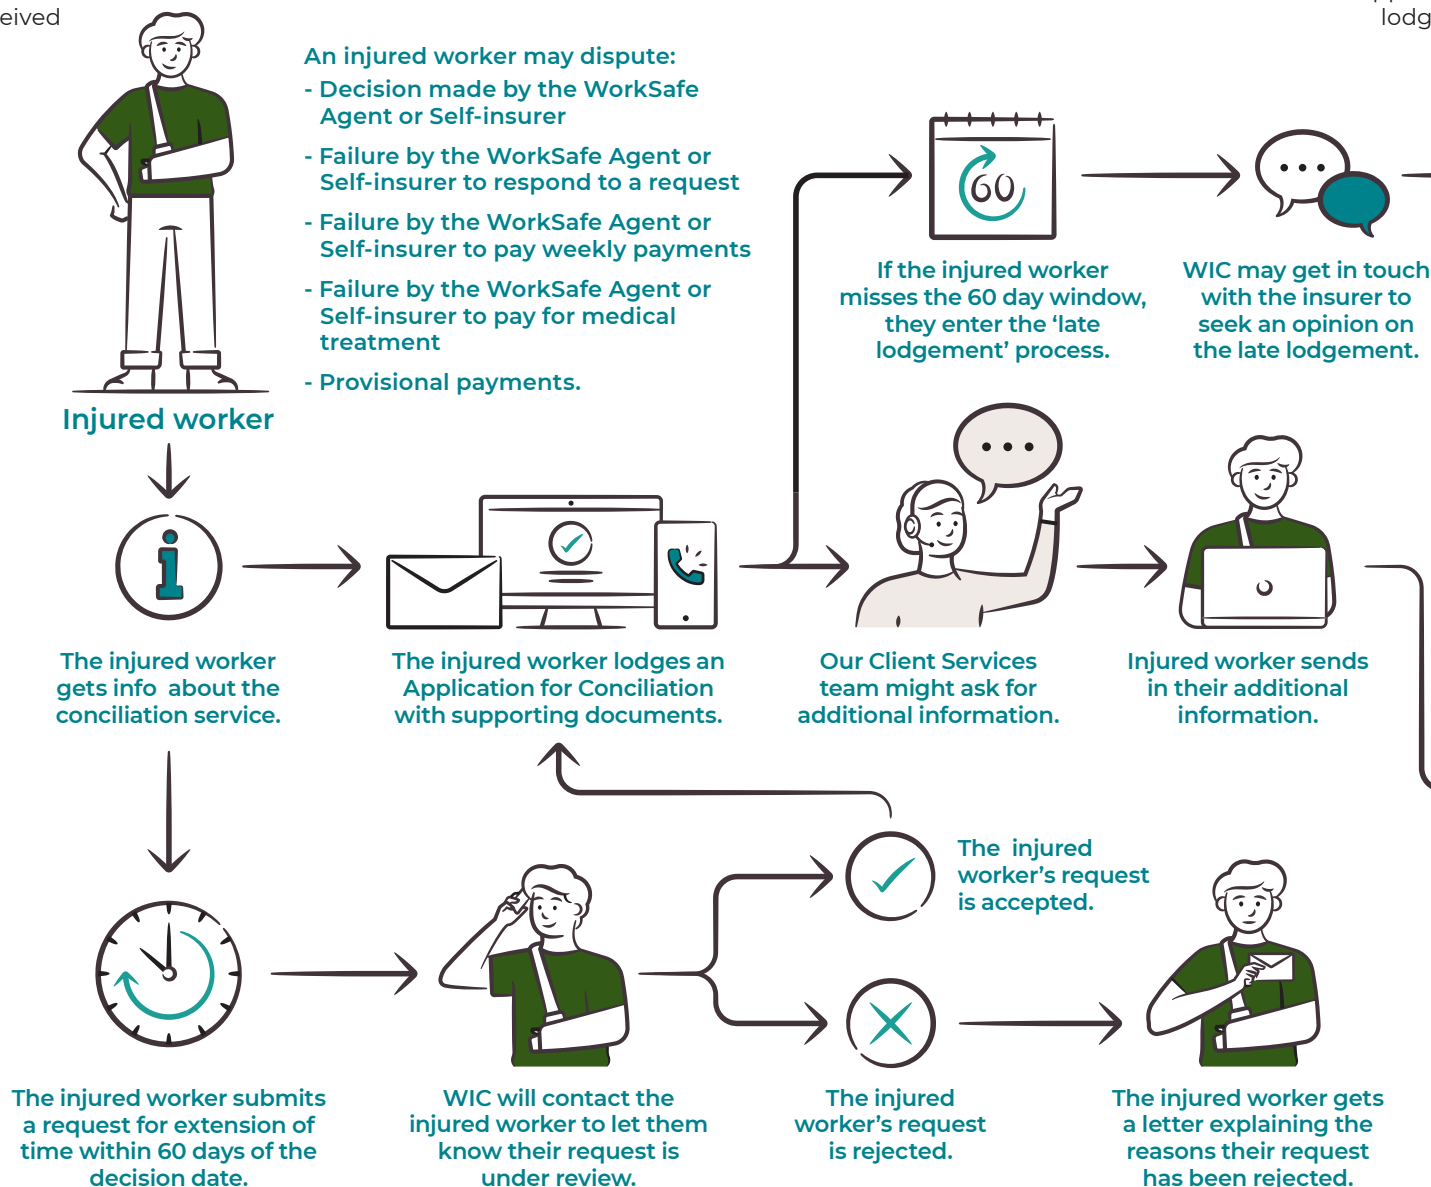 eived
lodg
An injured worker may dispute:
- Decision made by the WorkSafe
Agent or Self-insurer
- Failure by the WorkSafe Agent or
Self-insurer to respond to a request
- Failure by the WorkSafe Agent or
Self-insurer to pay weekly payments
- Failure by the WorkSafe Agent or
Self-insurer to pay for medical
treatment
- Provisional payments.
Injured worker
60
If the injured worker
misses the 60 day window,
they enter the ‘late
lodgement’ process.
WIC may get in touch
with the insurer to
seek an opinion on
the late lodgement.
i
The injured worker
gets info  about the
conciliation service.
The injured worker lodges an
Application for Conciliation
with supporting documents.
Our Client Services
team might ask for
additional information.
Injured worker sends
in their additional
information.
The  injured
worker’s request
is accepted.
The injured worker submits
a request for extension of
time within 60 days of the
decision date.
WIC will contact the
injured worker to let them
know their request is
under review.
The injured
worker’s request
is rejected.
The injured worker gets
a letter explaining the
reasons their request
has been rejected.